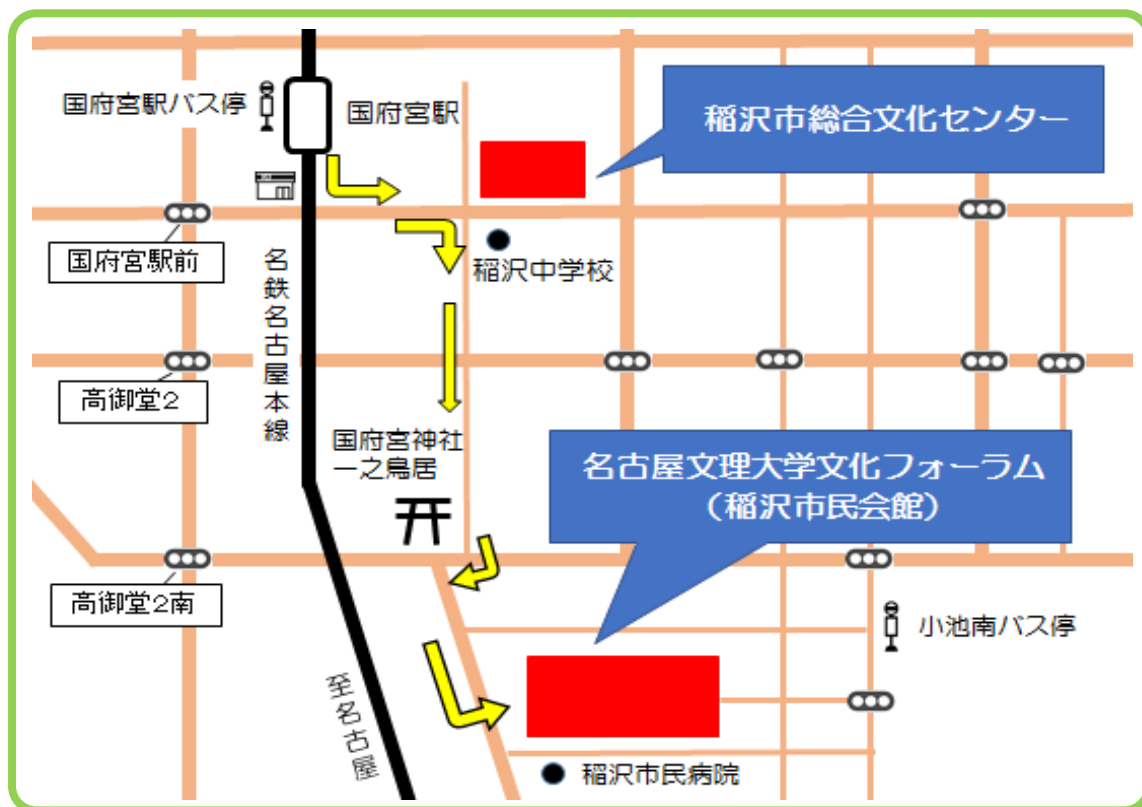 国府宮駅バス停
国府宮駅
稲沢市総合文化センター
国府宮駅前
稲沢中学校
名鉄名古屋本線
高御堂2
国府宮神社
一之鳥居
名古屋文理大学文化フォーラム
（稲沢市民会館）
高御堂2南
小池南バス停
至名古屋
稲沢市民病院